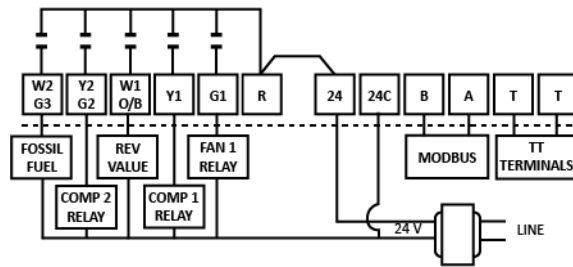 W2 Y2 W1 Y1 G1 R 24 24C B A T T
G3 G2 O/B
FOSSIL
FUEL
REV
VALUE
FAN 1
RELAY
MODBUS
TT
TERMINALS
COMP 2
RELAY
COMP 1
RELAY
24 V
LINE